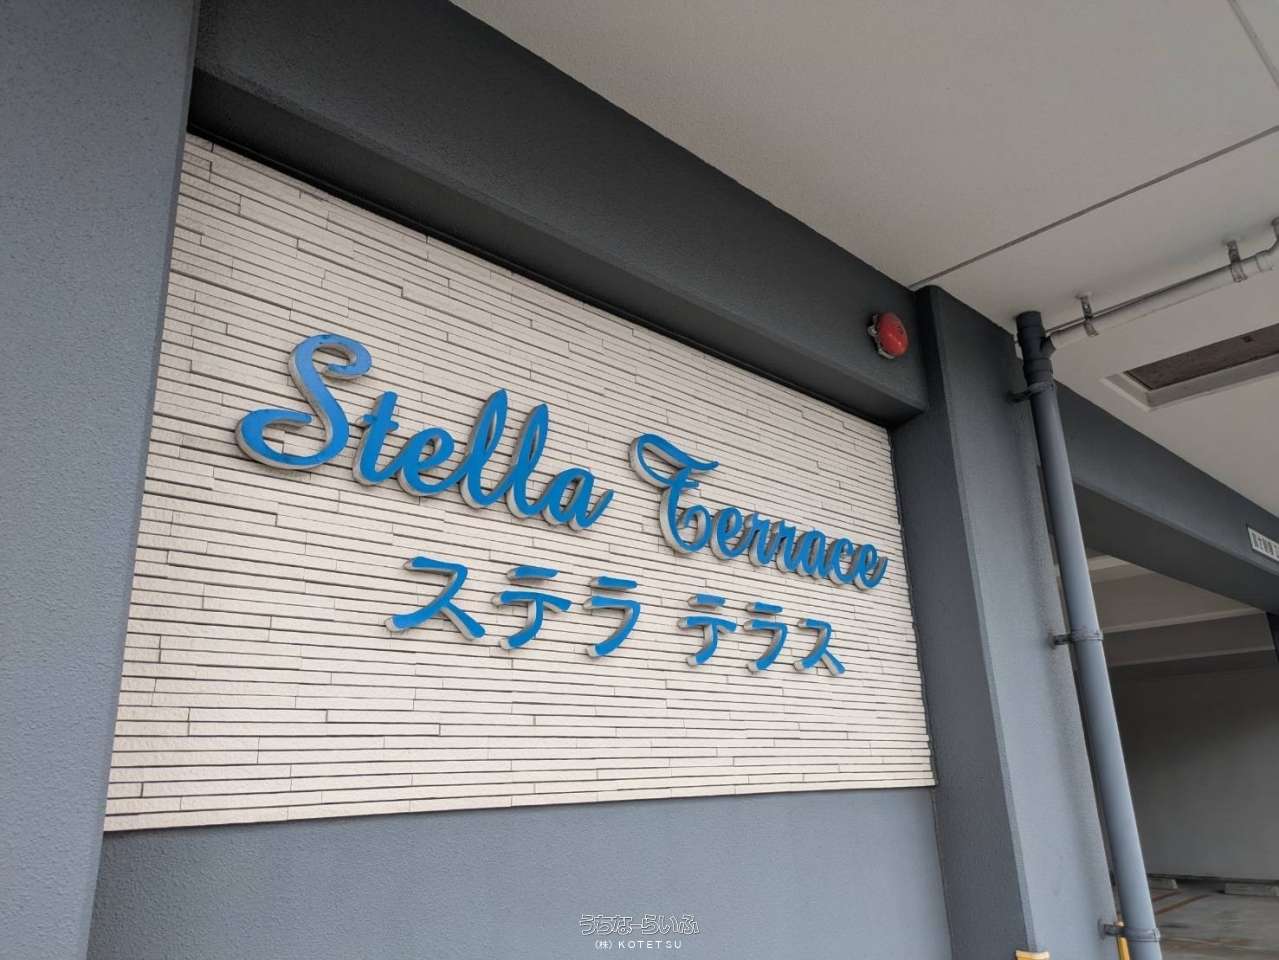 Stella Terrace
ステラ テラス
うちなーらいふ
(株) KOTETSU